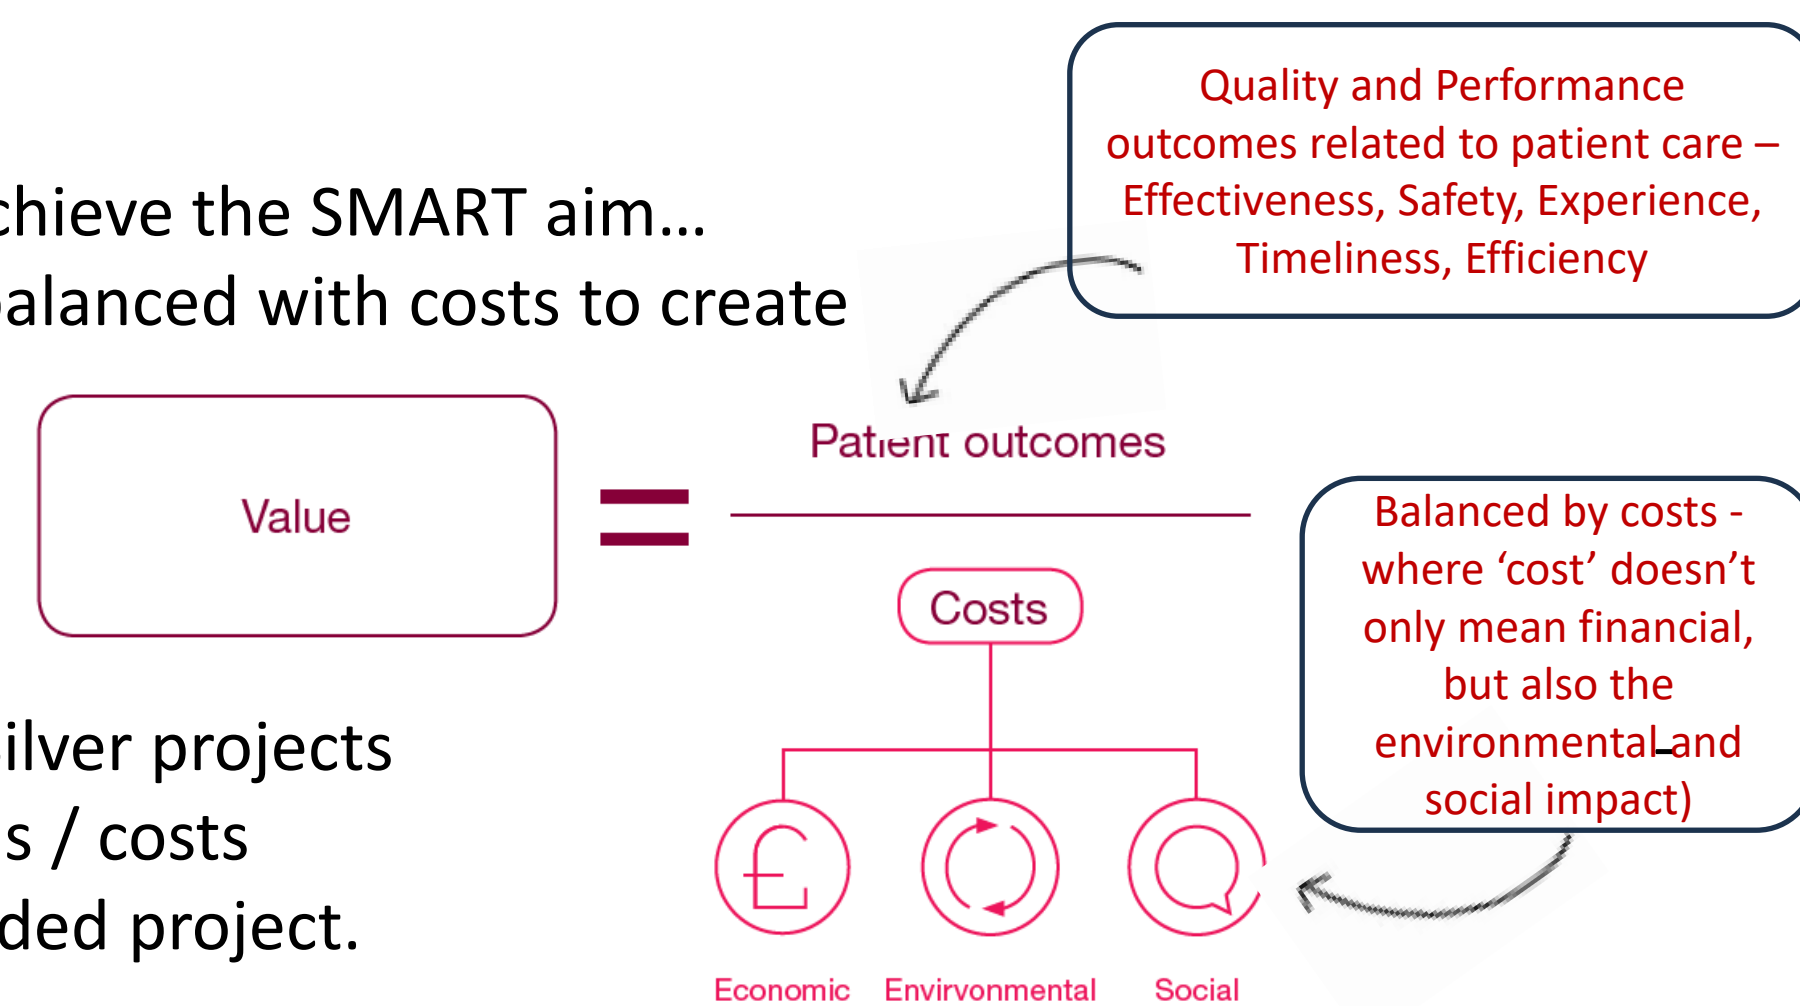 Quality and Performance
outcomes related to patient care –
Effectiveness, Safety, Experience,
Timeliness, Efficiency
chieve the SMART aim...
balanced with costs to create
Patient outcomes
Value
=
Costs
Balanced by costs -
where ‘cost’ doesn’t
only mean financial,
but also the
environmental and
social impact)
ilver projects
s / costs
ded project.
£
Economic
Envirvonmental
Social